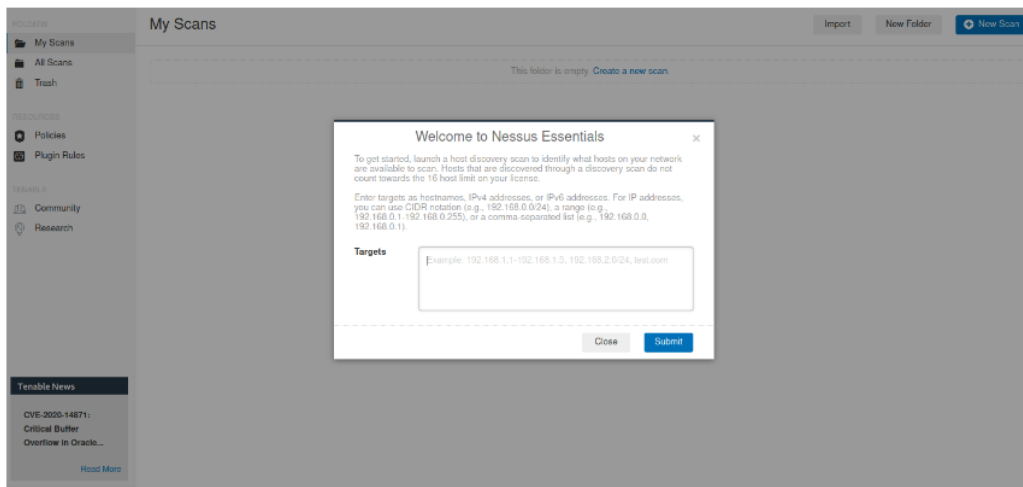 FOLDERS
My Scans
All Scans
Trash
RESOURCES
Policies
Plugin Rules
TENABLE
Community
Research
Tenable News
CVE-2020-14871:
Critical Buffer
Overflow in Oracle...
Read More
My Scans
Import
New Folder
New Scan
This folder is empty. Create a new scan.
Welcome to Nessus Essentials
×
To get started, launch a host discovery scan to identify what hosts on your network
are available to scan. Hosts that are discovered through a discovery scan do not
count towards the 16 host limit on your license.
Enter targets as hostnames, IPv4 addresses, or IPv6 addresses. For IP addresses,
you can use CIDR notation (e.g., 192.168.0.0/24), a range (e.g.,
192.168.0.1-192.168.0.255), or a comma-separated list (e.g., 192.168.0.0,
192.168.0.1).
Targets
Example: 192.168.1.1-192.168.1.5, 192.168.2.0/24, test.com
Close
Submit